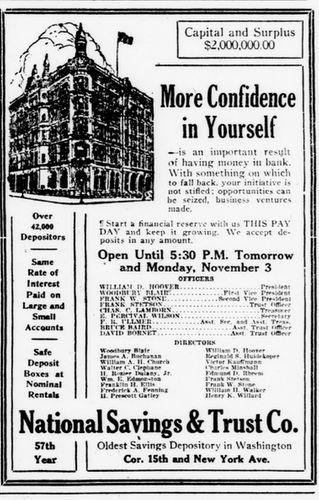 Capital and Surplus
$2,000,000.00
More Confidence
in Yourself
—is an important result
of having money in bank.
With something on which
to fall back, your initiative is
not stifled; opportunities can
be seized, business ventures
made.
¶Start a financial reserve with us THIS PAY
DAY and keep it growing. We accept de-
posits in any amount.
Open Until 5:30 P.M. Tomorrow
and Monday, November 3
Over
42,000
Depositors
Same
Rate of
Interest
Paid on
Large and
Small
Accounts
Safe
Deposit
Boxes at
Nominal
Rentals
OFFICERS
WILLIAM D. HOOVER President
WOODBURY BLAIR First Vice President
FRANK W. STONE Second Vice President
FRANK STETSON Trust Officer
CHAS. C. LAMBORN Treasurer
E. PERCIVAL WILSON Secretary
Asst. Sec. and Asst. Treas.
BRUCE BAIRD Asst. Trust Officer
DAVID BORNET Asst. Trust Officer
DIRECTORS
Woodbury Blair William D. Hoover
James A. Buchanan Reginald S. Huidekoper
William A. H. Church Victor Kauffmann
Walter C. Clephane Charles Minshall
H. Rozier Dulany, Jr. Edmund D. Rheem
Wm. E. Edmonston Frank Stetson
Franklin H. Ellis Frank W. Stone
Frederick A. Fenning William H. Walker
H. Prescott Gatley Henry K. Willard
National Savings & Trust Co.
57th
Year
Oldest Savings Depository in Washington
Cor. 15th and New York Ave.